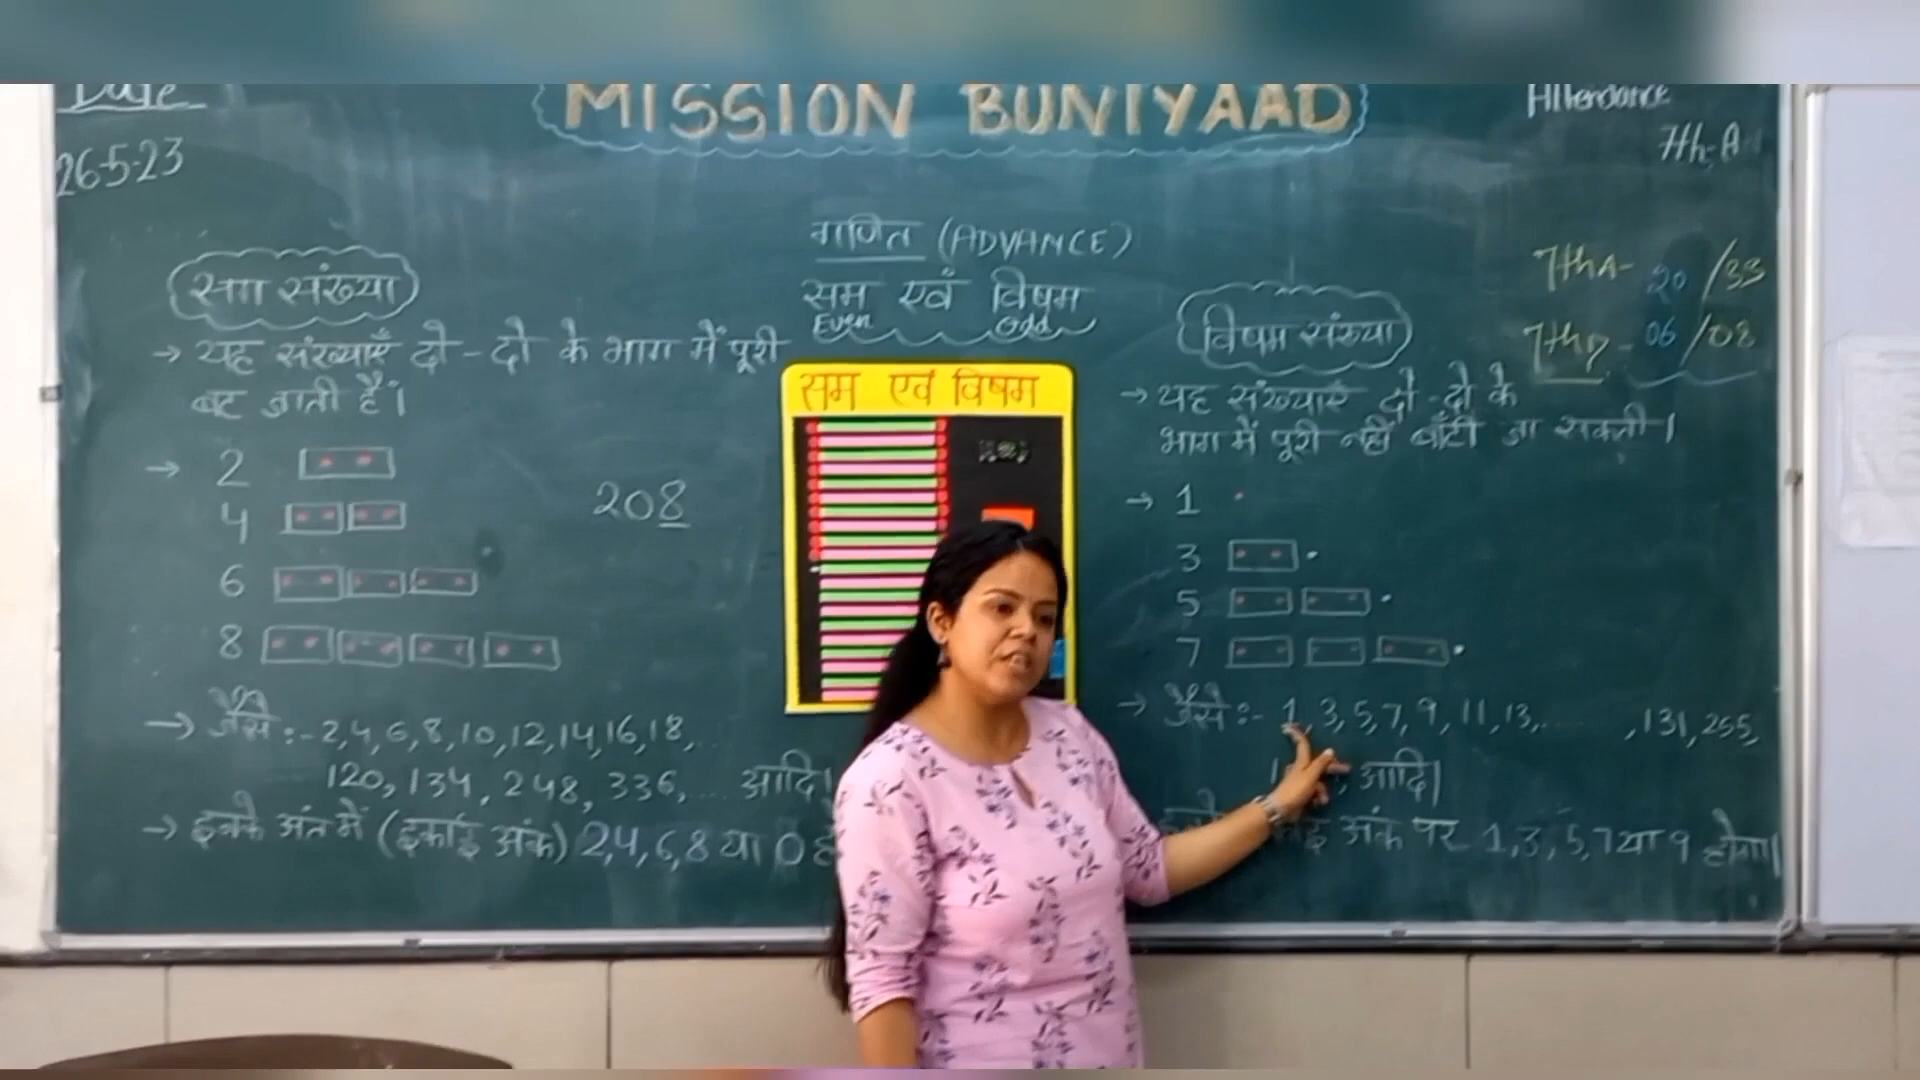 Date
26-5-23
MISSION BUNIYAAD
Attendance
7th-A
7thA- 20/33
7thD- 06/08
गणित (ADVANCE)
सम एवं विषम
Even Odd
सम एवं विषम
सम संख्या
→ यह संख्याएँ दो-दो के भाग में पूरी
बट जाती हैं।
→ 2
4
6
8
208
→ जैसे :- 2,4,6,8,10,12,14,16,18,..
120, 134, 248, 336, ... आदि।
→ इनके अंत में (इकाई अंक) 2,4,6,8 या 0
विषम संख्या
→ यह संख्याएँ दो-दो के
भाग में पूरी नहीं बाँटी जा सकती।
→ 1
3
5
7
→ जैसे :- 1,3,5,7,9,11,13,..... ,131,255,
आदि।
अंक पर 1,3,5,7 या 9 होगा।